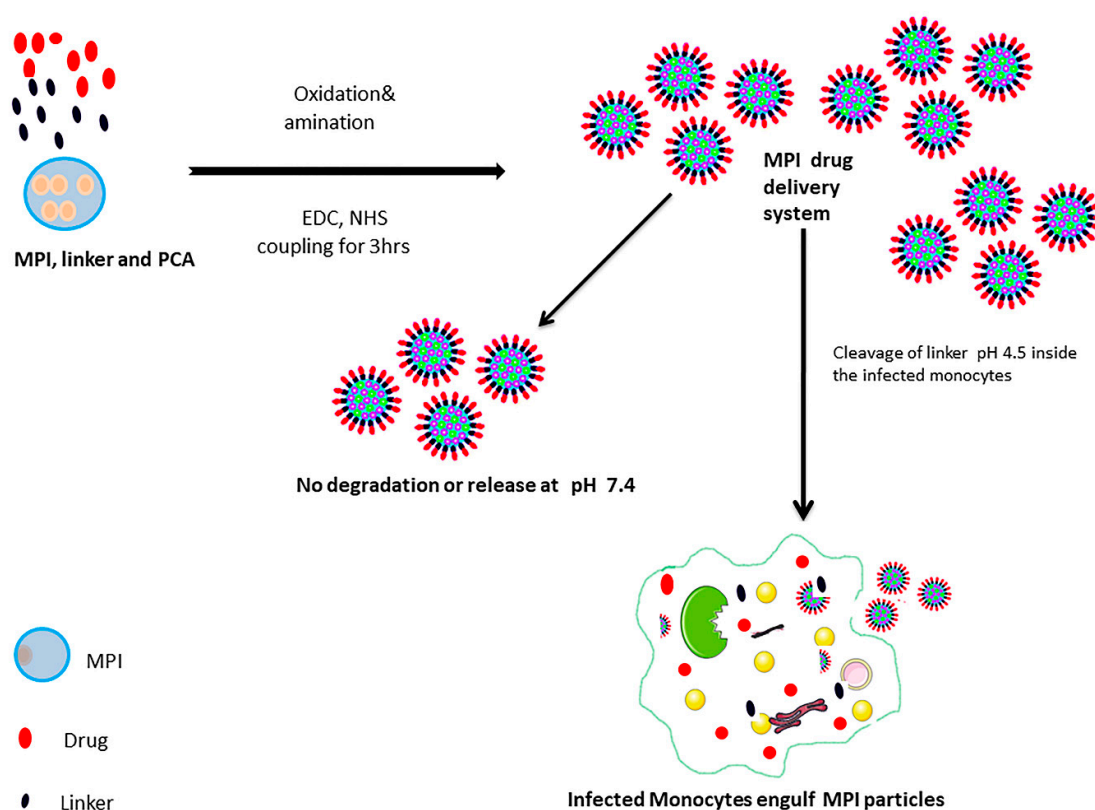 Oxidation&
amination
EDC, NHS
coupling for 3hrs
MPI, linker and PCA
MPI drug
delivery
system
Cleavage of linker pH 4.5 inside
the infected monocytes
No degradation or release at pH 7.4
MPI
Drug
Linker
Infected Monocytes engulf MPI particles